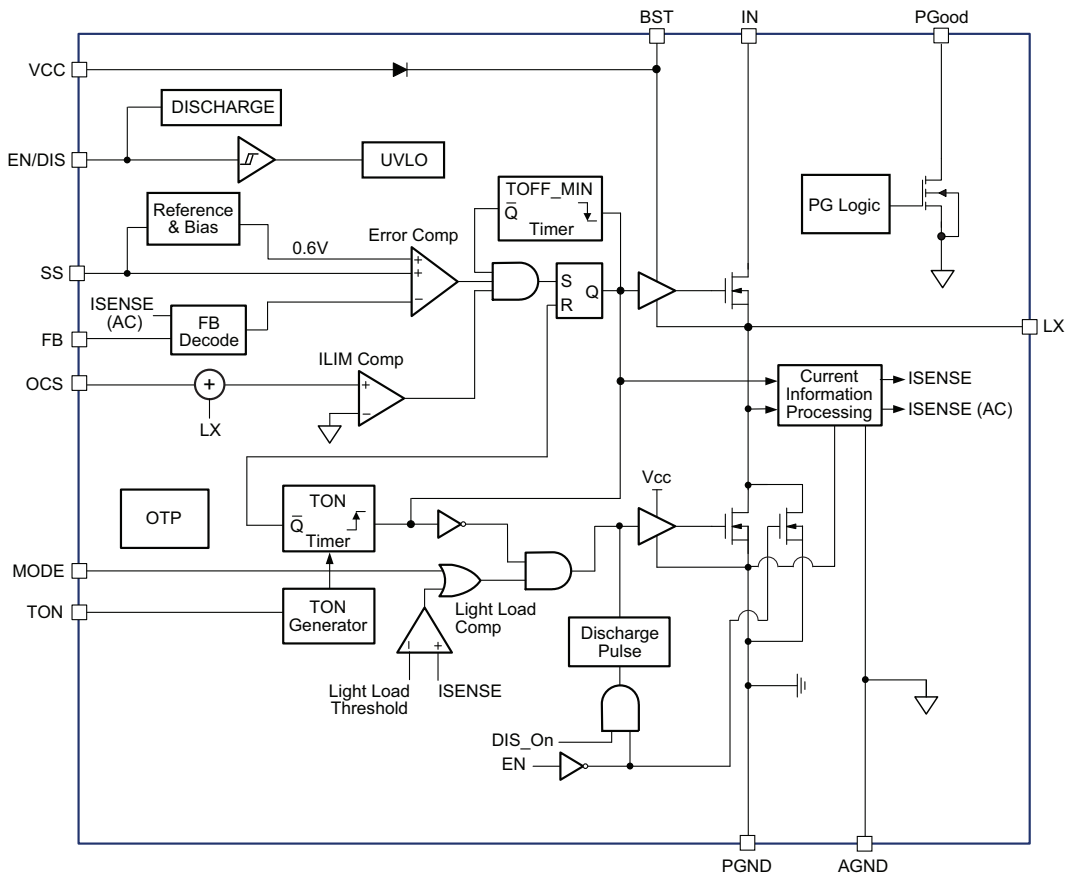 BST
IN
PGood
VCC
DISCHARGE
EN/DIS
UVLO
TOFF_MIN
Q̅
Timer
PG Logic
Reference
& Bias
Error Comp
0.6V
+
+
–
SS
S
R
Q
ISENSE
(AC)
FB
Decode
FB
LX
ILIM Comp
OCS
+
+
–
LX
Current
Information
Processing
ISENSE
ISENSE (AC)
Vcc
OTP
TON
Q̅
Timer
MODE
TON
TON
Generator
Light Load
Comp
–
+
Light Load
Threshold
ISENSE
Discharge
Pulse
DIS_On
EN
PGND
AGND